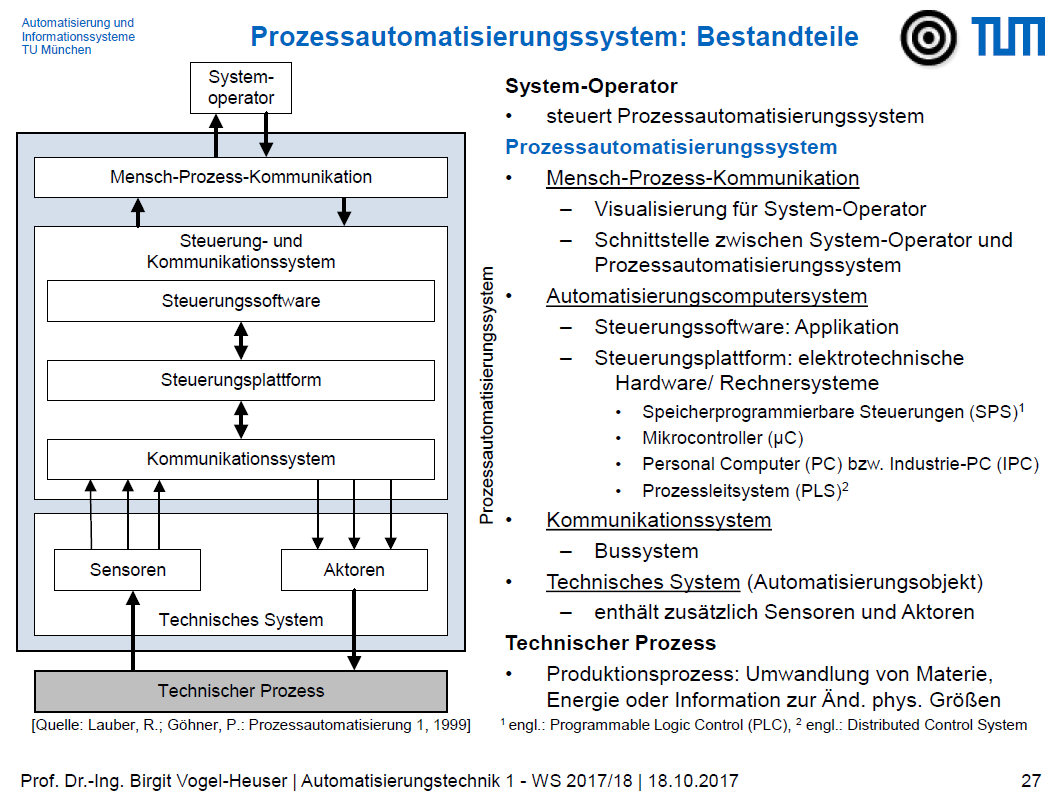 Automatisierung und
Informationssysteme
TU München
Prozessautomatisierungssystem: Bestandteile
TUM
System-
operator
Mensch-Prozess-Kommunikation
Steuerung- und
Kommunikationssystem
Steuerungssoftware
Steuerungsplattform
Kommunikationssystem
Sensoren
Aktoren
Technisches System
Technischer Prozess
Prozessautomatisierungssystem
[Quelle: Lauber, R.; Göhner, P.: Prozessautomatisierung 1, 1999]
System-Operator
• steuert Prozessautomatisierungssystem
Prozessautomatisierungssystem
• Mensch-Prozess-Kommunikation
– Visualisierung für System-Operator
– Schnittstelle zwischen System-Operator und
Prozessautomatisierungssystem
• Automatisierungscomputersystem
– Steuerungssoftware: Applikation
– Steuerungsplattform: elektrotechnische
Hardware/ Rechnersysteme
• Speicherprogrammierbare Steuerungen (SPS)¹
• Mikrocontroller (µC)
• Personal Computer (PC) bzw. Industrie-PC (IPC)
• Prozessleitsystem (PLS)²
• Kommunikationssystem
– Bussystem
• Technisches System (Automatisierungsobjekt)
– enthält zusätzlich Sensoren und Aktoren
Technischer Prozess
• Produktionsprozess: Umwandlung von Materie,
Energie oder Information zur Änd. phys. Größen
¹ engl.: Programmable Logic Control (PLC), ² engl.: Distributed Control System
Prof. Dr.-Ing. Birgit Vogel-Heuser | Automatisierungstechnik 1 - WS 2017/18 | 18.10.2017
27